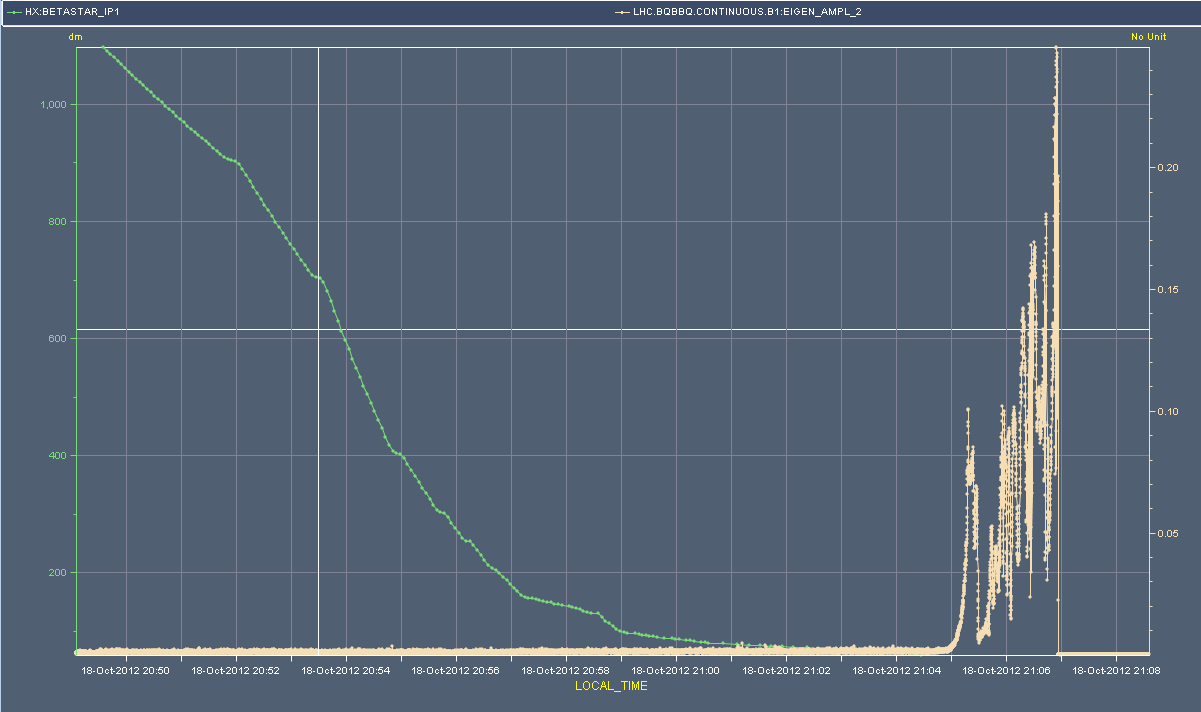 HX:BETASTAR_IP1 LHC.BQBBQ.CONTINUOUS.B1:EIGEN_AMPL_2
dm No Unit
1,000
0.20
800
0.15
600
0.10
400
0.05
200
18-Oct-2012 20:50 18-Oct-2012 20:52 18-Oct-2012 20:54 18-Oct-2012 20:56 18-Oct-2012 20:58 18-Oct-2012 21:00 18-Oct-2012 21:02 18-Oct-2012 21:04 18-Oct-2012 21:06 18-Oct-2012 21:08
LOCAL_TIME